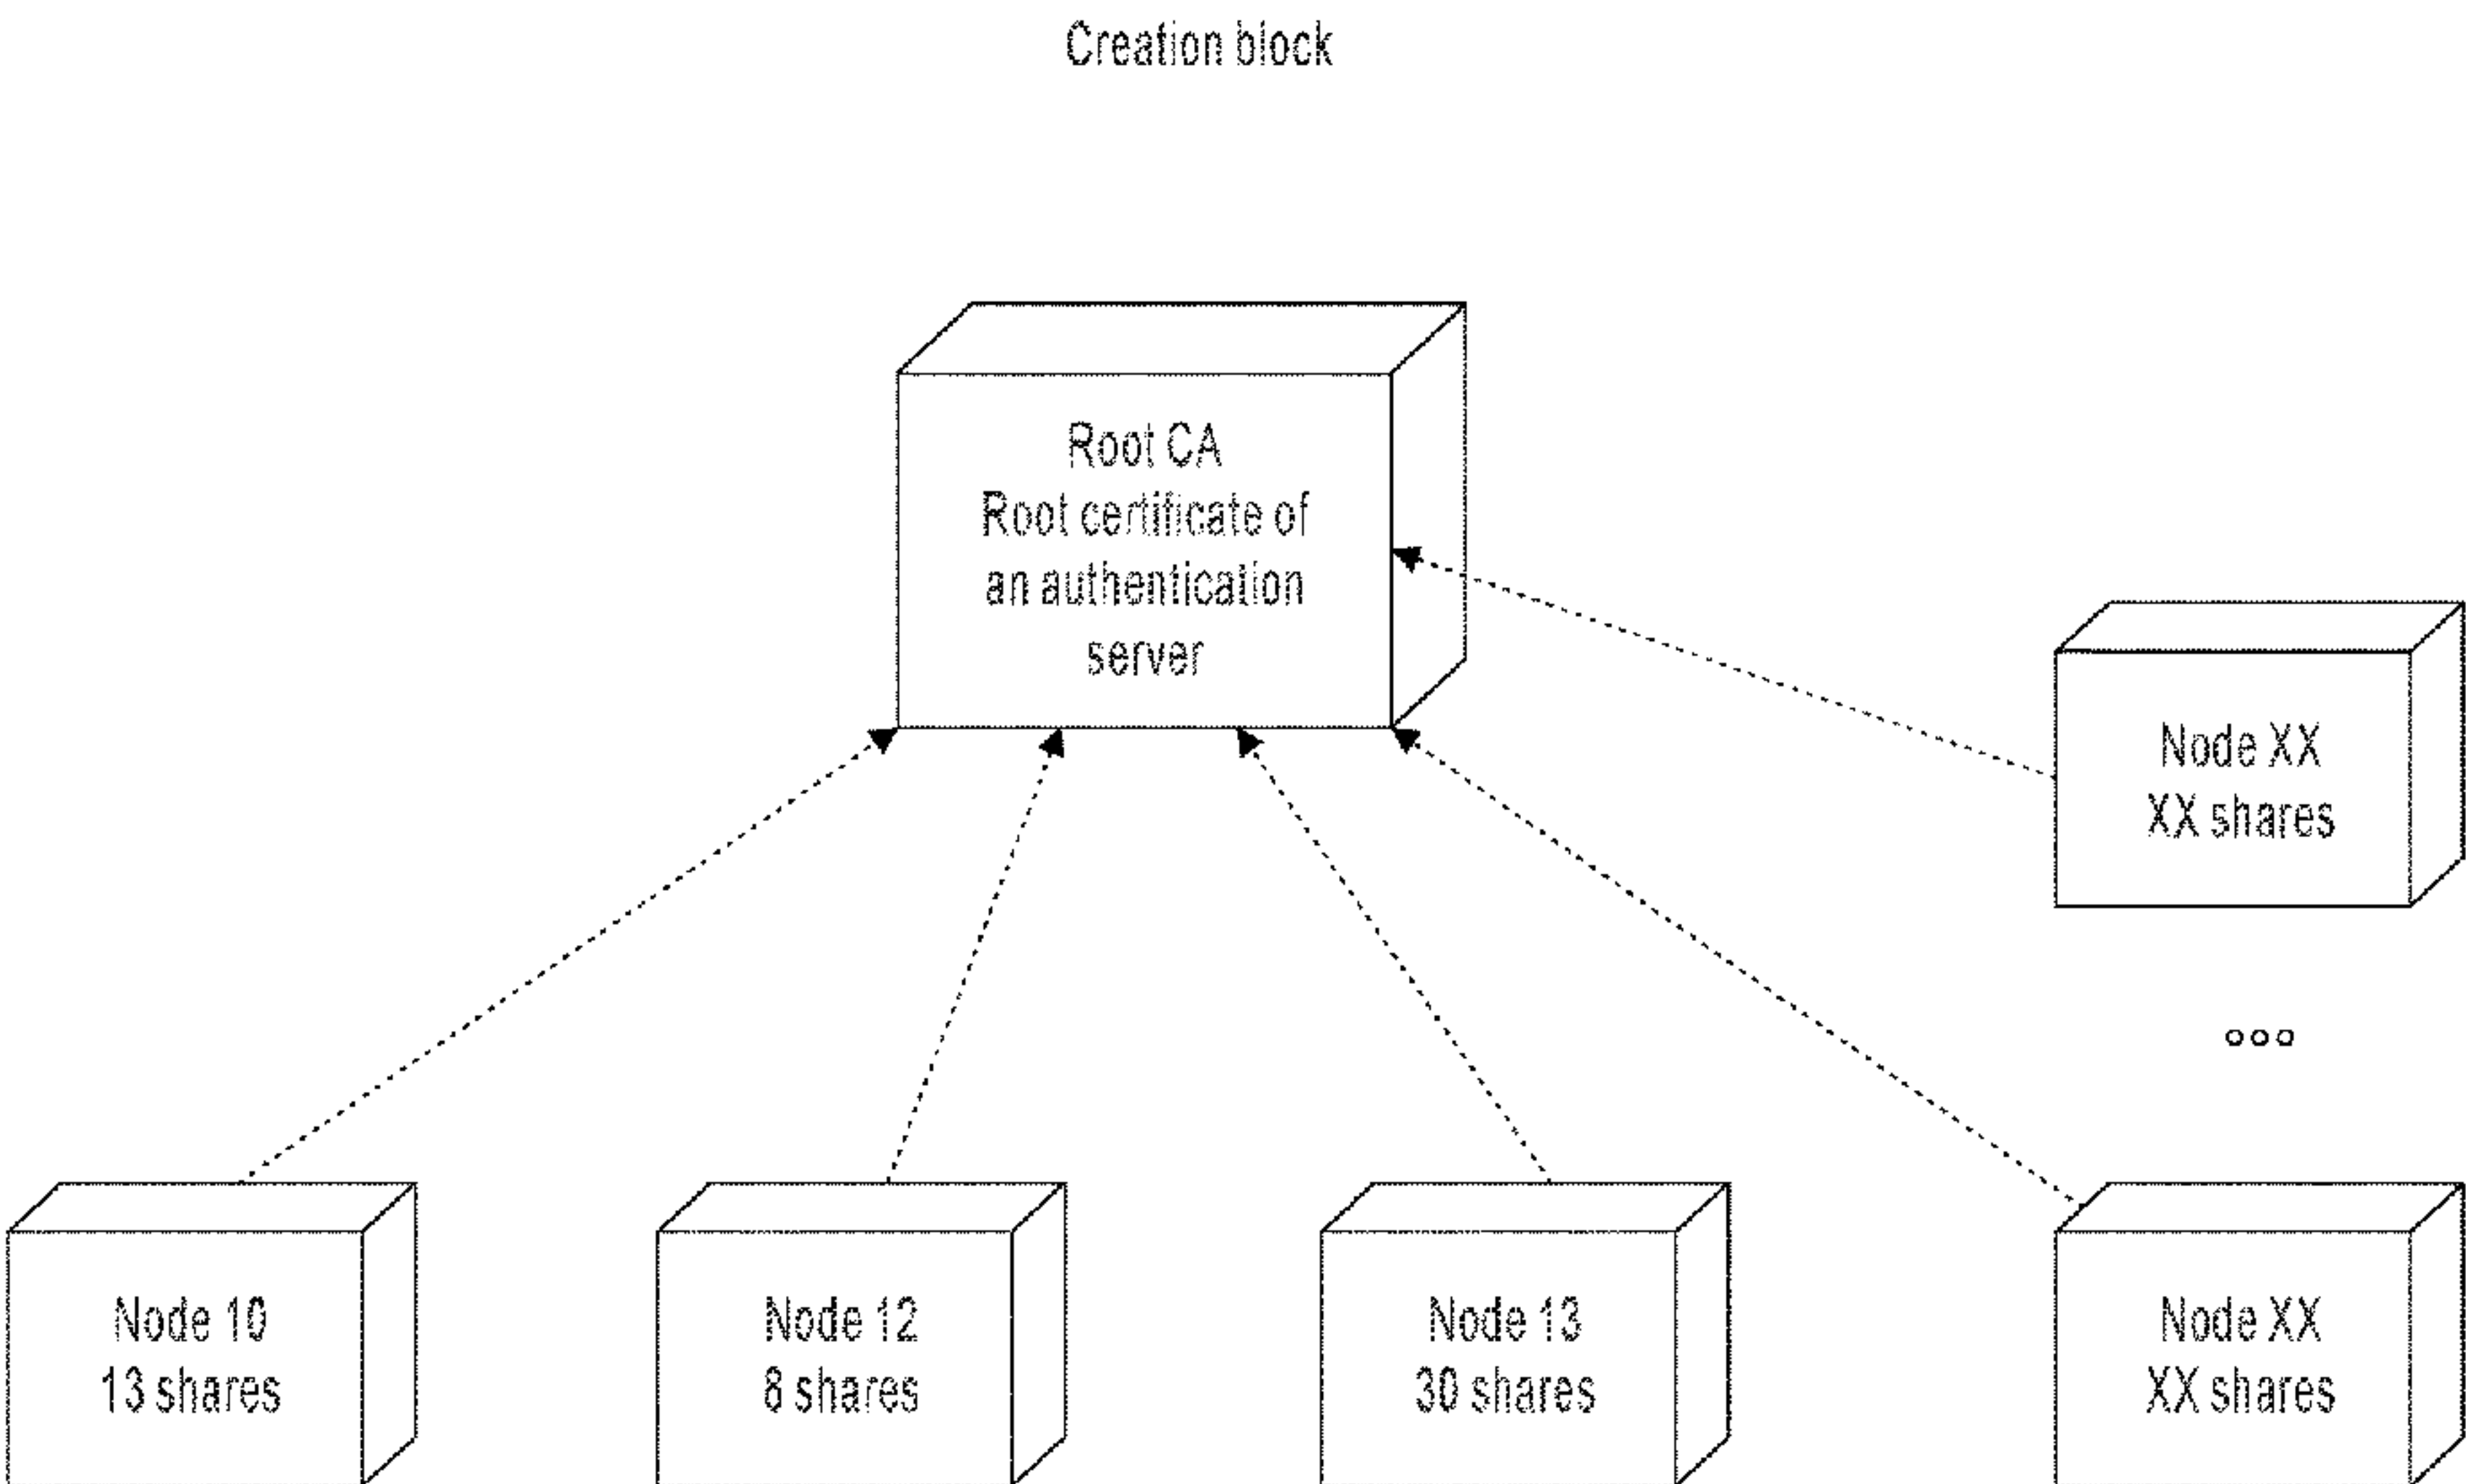 Creation block
Root CA
Root certificate of
an authentication
server
Node XX
XX shares
Node 10
13 shares
Node 12
8 shares
Node 13
30 shares
Node XX
XX shares